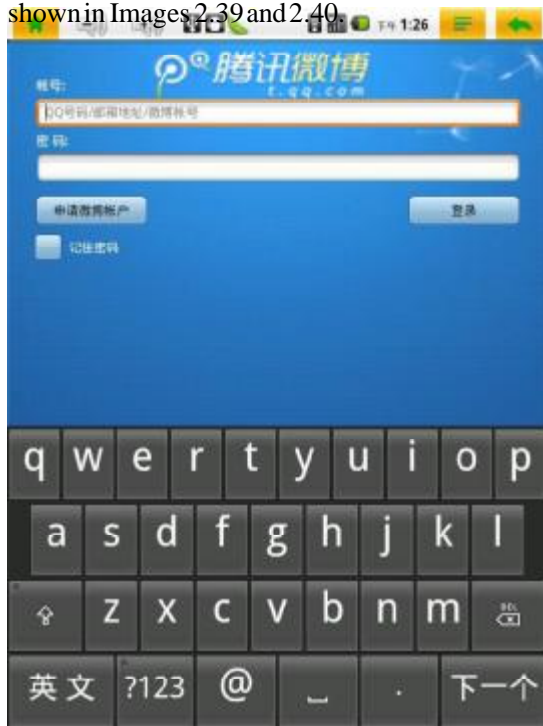 shown in Images 2.39 and 2.40.
下午 1:26
腾讯微博
t.qq.com
帐号:
QQ号码/邮箱地址/微博帐号
密码:
申请微博帐户 登录
记住密码
q w e r t y u i o p
a s d f g h j k l
z x c v b n m DEL
英文 ?123 @ . 下一个